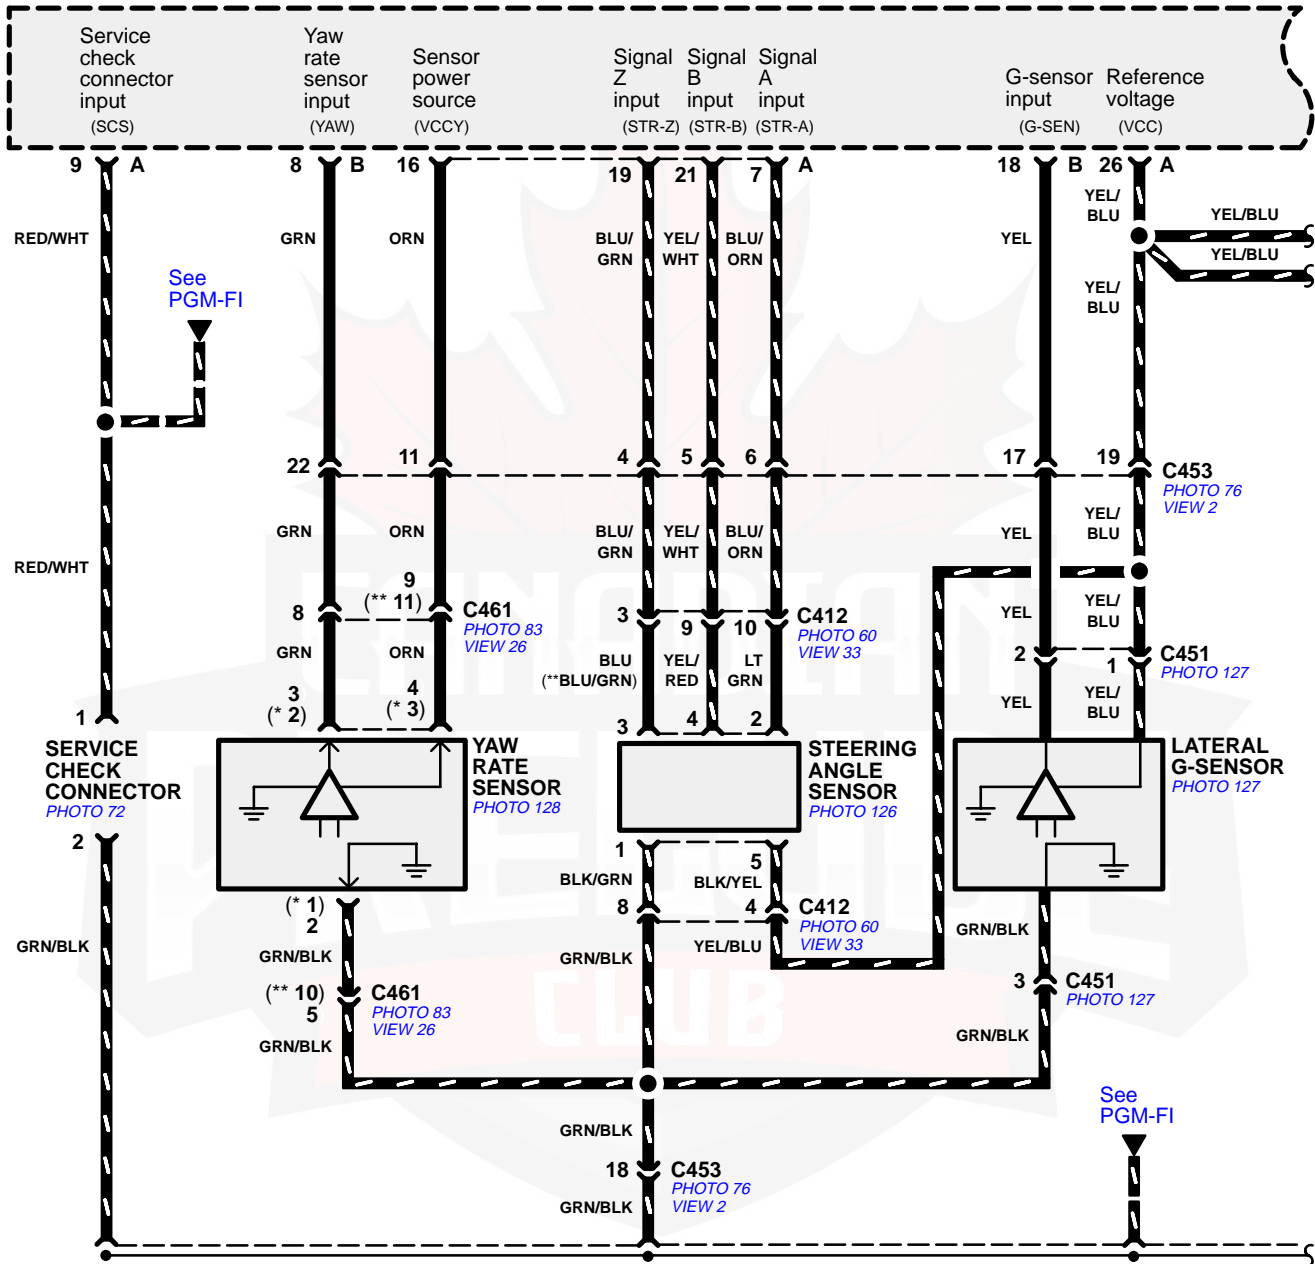 Service
check
connector
input
(SCS)
Yaw
rate
sensor
input
(YAW)
Sensor
power
source
(VCCY)
Signal
Z
input
(STR-Z)
Signal
B
input
(STR-B)
Signal
A
input
(STR-A)
G-sensor
input
(G-SEN)
Reference
voltage
(VCC)
9 A
8 B
16
19
21
7 A
18 B
26 A
RED/WHT
GRN
ORN
BLU/
GRN
YEL/
WHT
BLU/
ORN
YEL
YEL/
BLU
YEL/BLU
YEL/BLU
YEL/
BLU
See
PGM-FI
22
11
4
5
6
17
19
C453
PHOTO 76
VIEW 2
RED/WHT
GRN
ORN
BLU/
GRN
YEL/
WHT
BLU/
ORN
YEL
YEL/
BLU
8
9
(** 11)
C461
PHOTO 83
VIEW 26
3
9
10
C412
PHOTO 60
VIEW 33
YEL
YEL/
BLU
GRN
ORN
BLU
(**BLU/GRN)
YEL/
RED
LT
GRN
2
1
C451
PHOTO 127
YEL
YEL/
BLU
1
3
(* 2)
4
(* 3)
3
4
2
SERVICE
CHECK
CONNECTOR
PHOTO 72
YAW
RATE
SENSOR
PHOTO 128
STEERING
ANGLE
SENSOR
PHOTO 126
LATERAL
G-SENSOR
PHOTO 127
2
(* 1)
2
1
5
BLK/GRN
BLK/YEL
8
4
C412
PHOTO 60
VIEW 33
GRN/BLK
GRN/BLK
GRN/BLK
YEL/BLU
GRN/BLK
(** 10)
5
C461
PHOTO 83
VIEW 26
3
C451
PHOTO 127
GRN/BLK
GRN/BLK
GRN/BLK
18
C453
PHOTO 76
VIEW 2
GRN/BLK
See
PGM-FI
CANADIAN
PRELUDE
CLUB